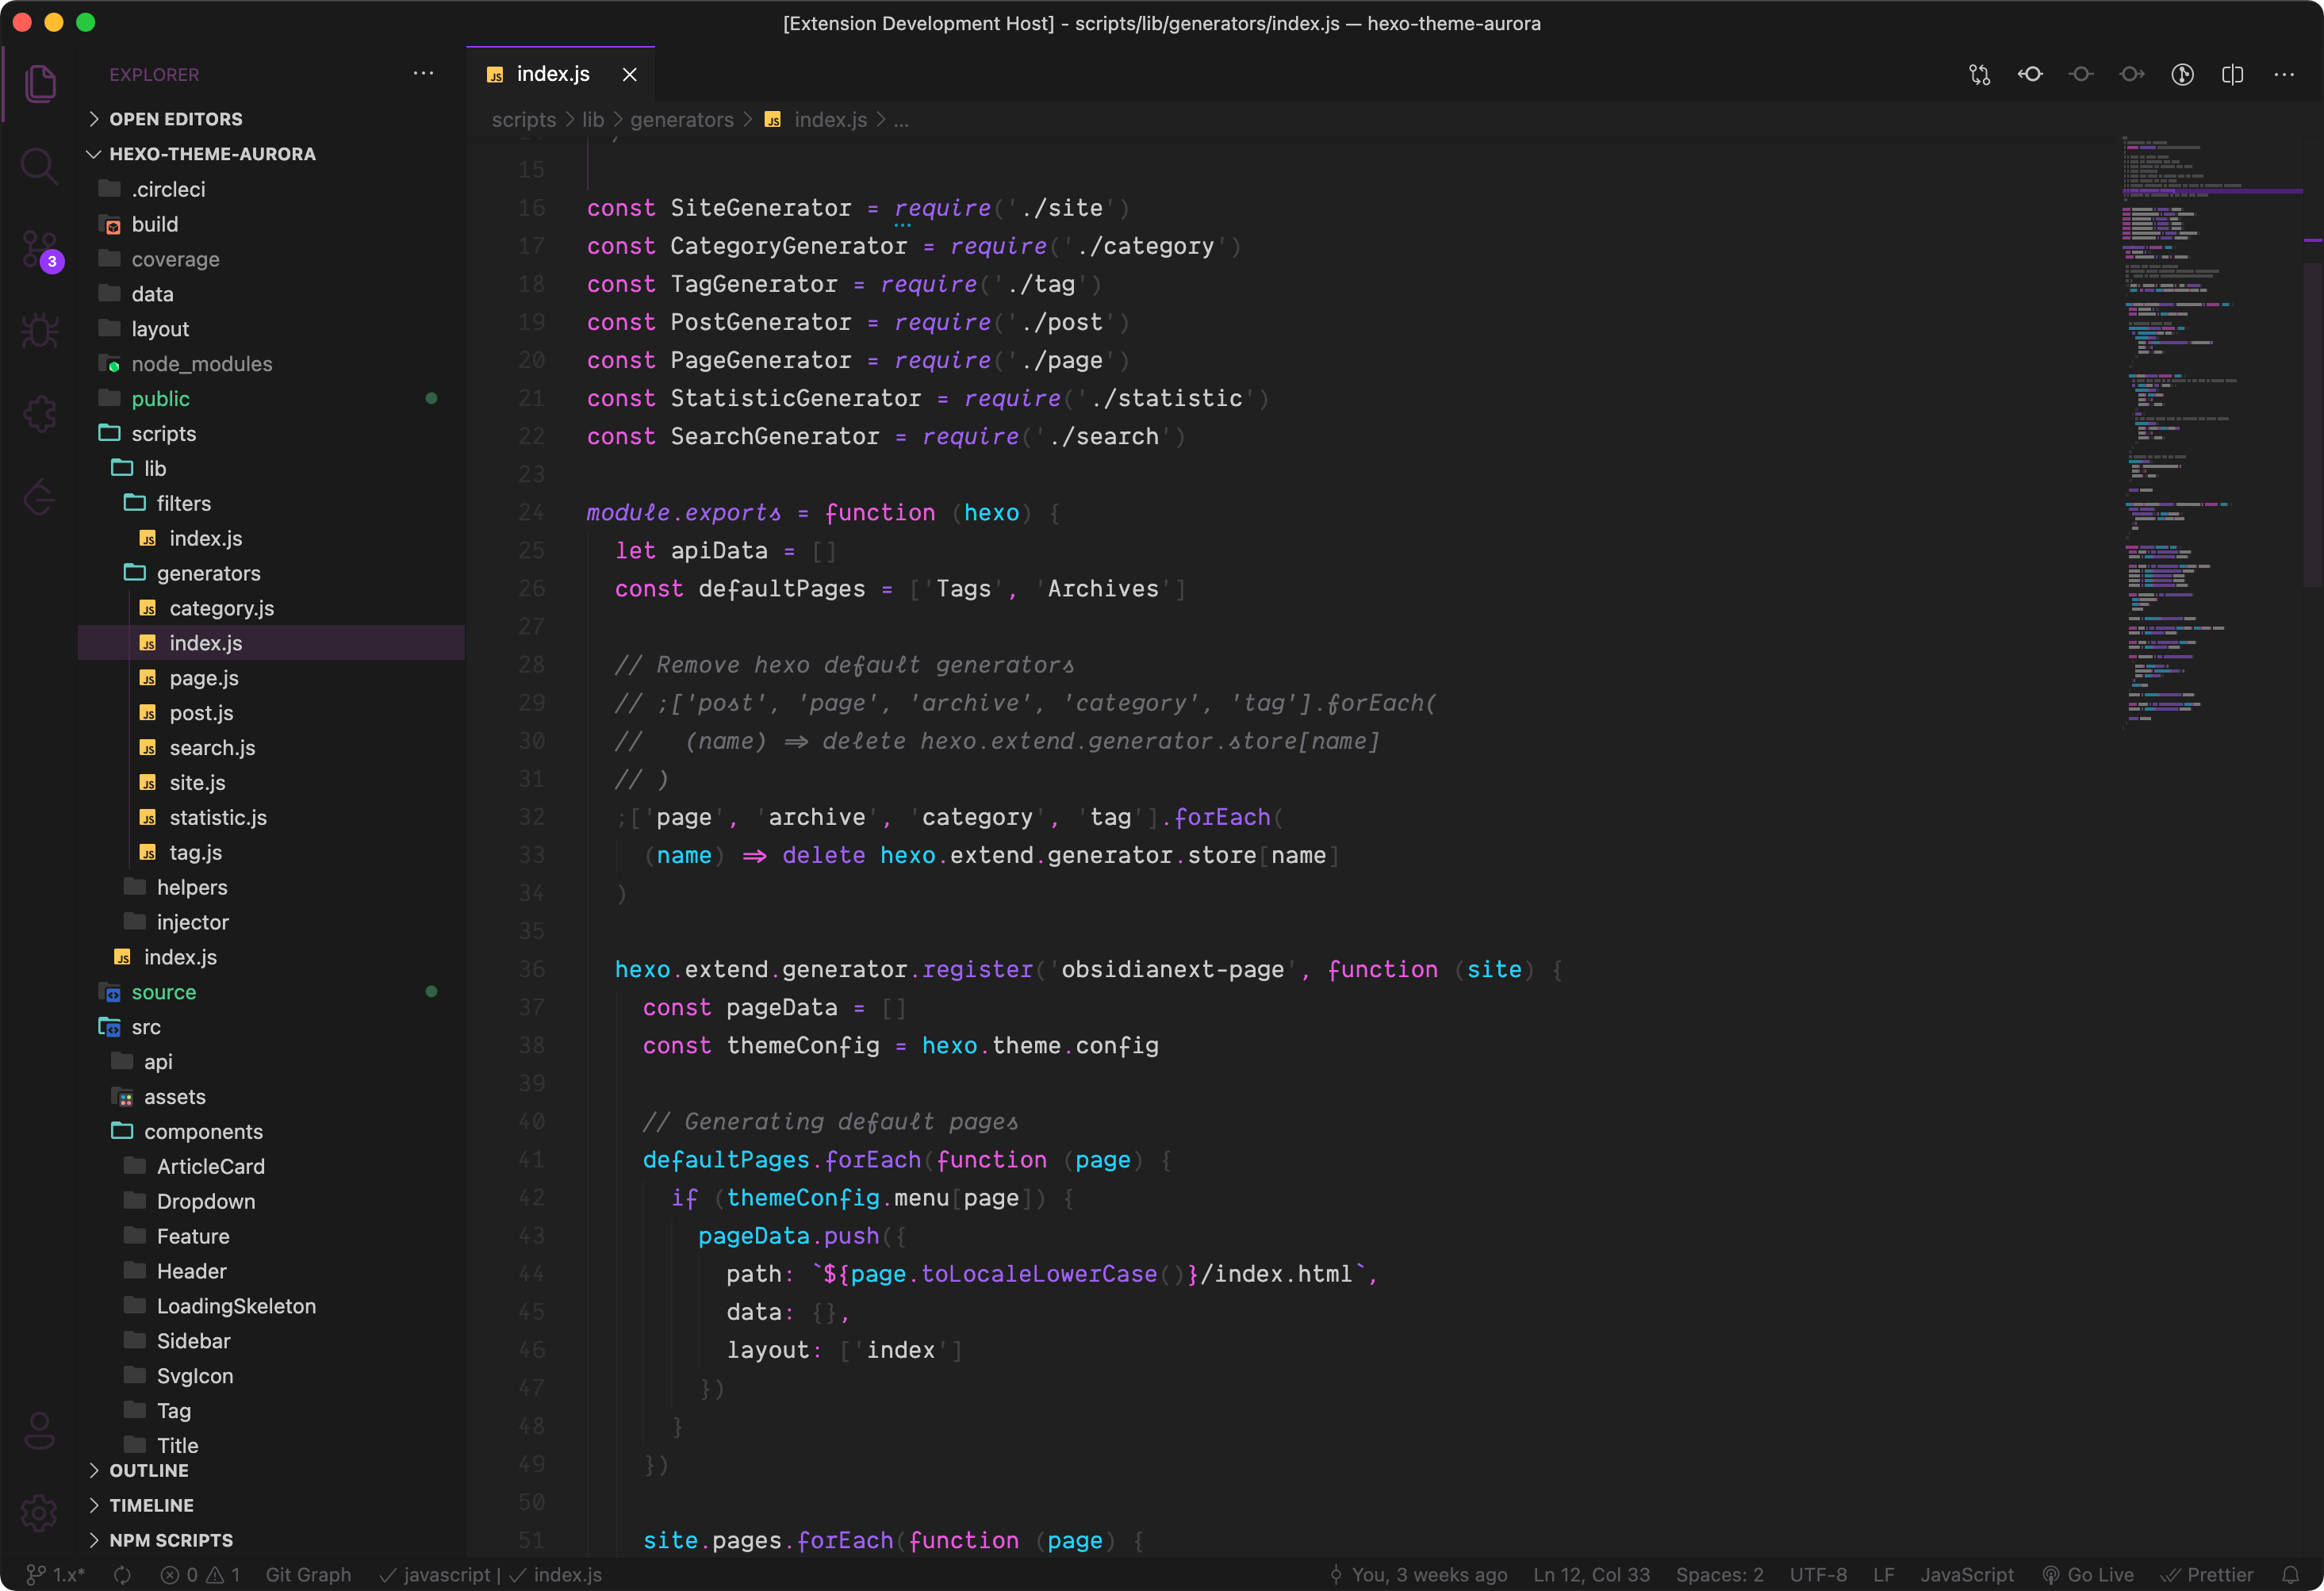 [Extension Development Host] - scripts/lib/generators/index.js — hexo-theme-aurora
EXPLORER
OPEN EDITORS
HEXO-THEME-AURORA
.circleci
build
coverage
data
layout
node_modules
public
scripts
lib
filters
index.js
generators
category.js
index.js
page.js
post.js
search.js
site.js
statistic.js
tag.js
helpers
injector
index.js
source
src
api
assets
components
ArticleCard
Dropdown
Feature
Header
LoadingSkeleton
Sidebar
SvgIcon
Tag
Title
OUTLINE
TIMELINE
NPM SCRIPTS
3
JS index.js
scripts > lib > generators > JS index.js > ...
15
16 const SiteGenerator = require('./site')
17 const CategoryGenerator = require('./category')
18 const TagGenerator = require('./tag')
19 const PostGenerator = require('./post')
20 const PageGenerator = require('./page')
21 const StatisticGenerator = require('./statistic')
22 const SearchGenerator = require('./search')
23
24 module.exports = function (hexo) {
25 let apiData = []
26 const defaultPages = ['Tags', 'Archives']
27
28 // Remove hexo default generators
29 // ;['post', 'page', 'archive', 'category', 'tag'].forEach(
30 //   (name) => delete hexo.extend.generator.store[name]
31 // )
32 ;['page', 'archive', 'category', 'tag'].forEach(
33 (name) => delete hexo.extend.generator.store[name]
34 )
35
36 hexo.extend.generator.register('obsidianext-page', function (site) {
37 const pageData = []
38 const themeConfig = hexo.theme.config
39
40 // Generating default pages
41 defaultPages.forEach(function (page) {
42 if (themeConfig.menu[page]) {
43 pageData.push({
44 path: `${page.toLocaleLowerCase()}/index.html`,
45 data: {},
46 layout: ['index']
47 })
48 }
49 })
50
51 site.pages.forEach(function (page) {
1.x* 0 1 Git Graph javascript | index.js You, 3 weeks ago Ln 12, Col 33 Spaces: 2 UTF-8 LF JavaScript Go Live Prettier